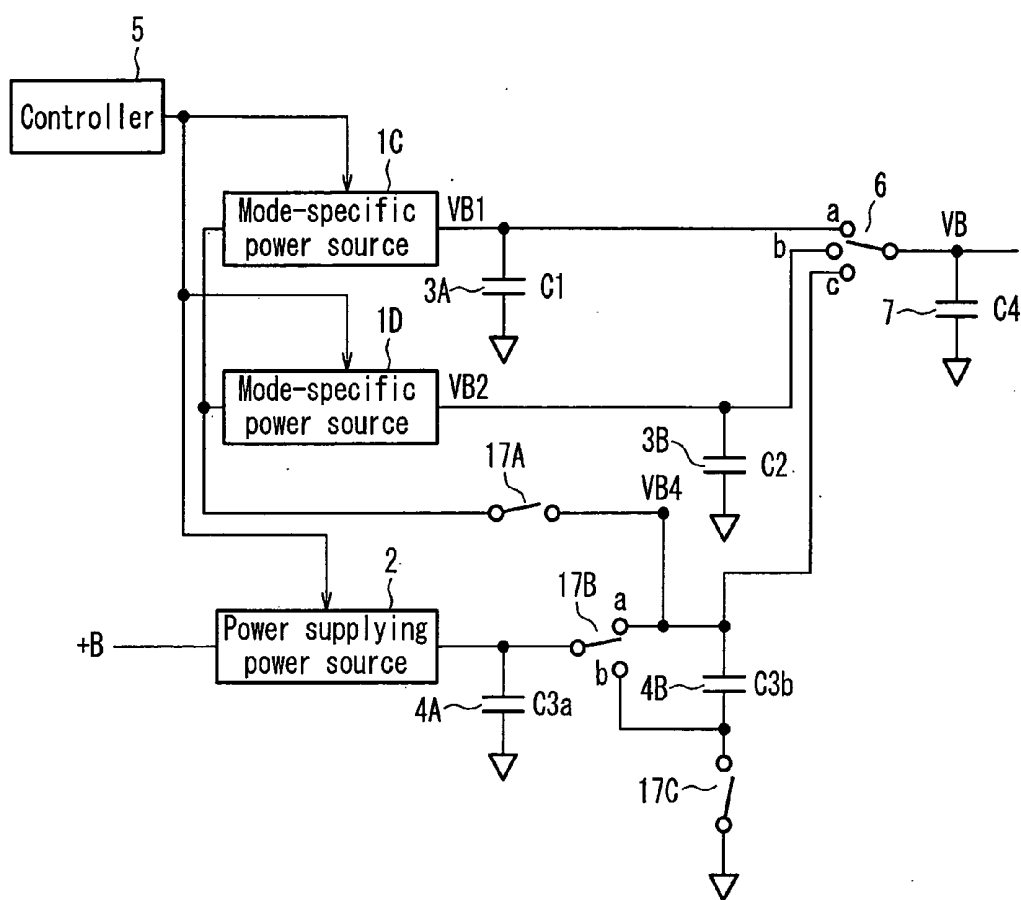 5
Controller
1C
Mode-specific
power source
VB1
3A
C1
a
b
c
6
VB
7
C4
1D
Mode-specific
power source
VB2
3B
C2
17A
VB4
2
+B
Power supplying
power source
17B
a
b
4A
C3a
4B
C3b
17C